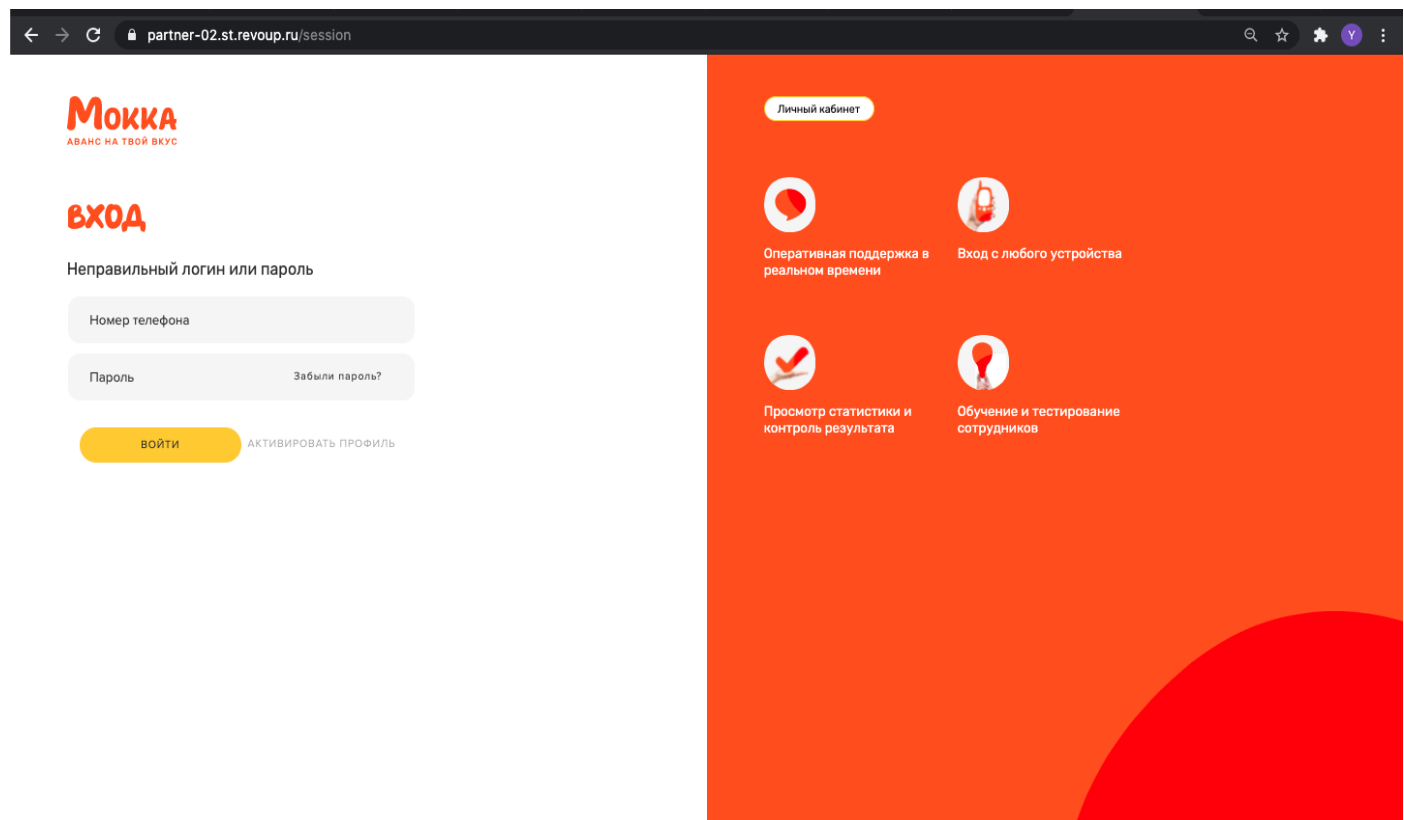 partner-02.st.revoup.ru/session
Y
Мокка
АВАНС НА ТВОЙ ВКУС
ВХОД
Неправильный логин или пароль
Номер телефона
Пароль
Забыли пароль?
ВОЙТИ
АКТИВИРОВАТЬ ПРОФИЛЬ
Личный кабинет
Оперативная поддержка в
реальном времени
Вход с любого устройства
Просмотр статистики и
контроль результата
Обучение и тестирование
сотрудников